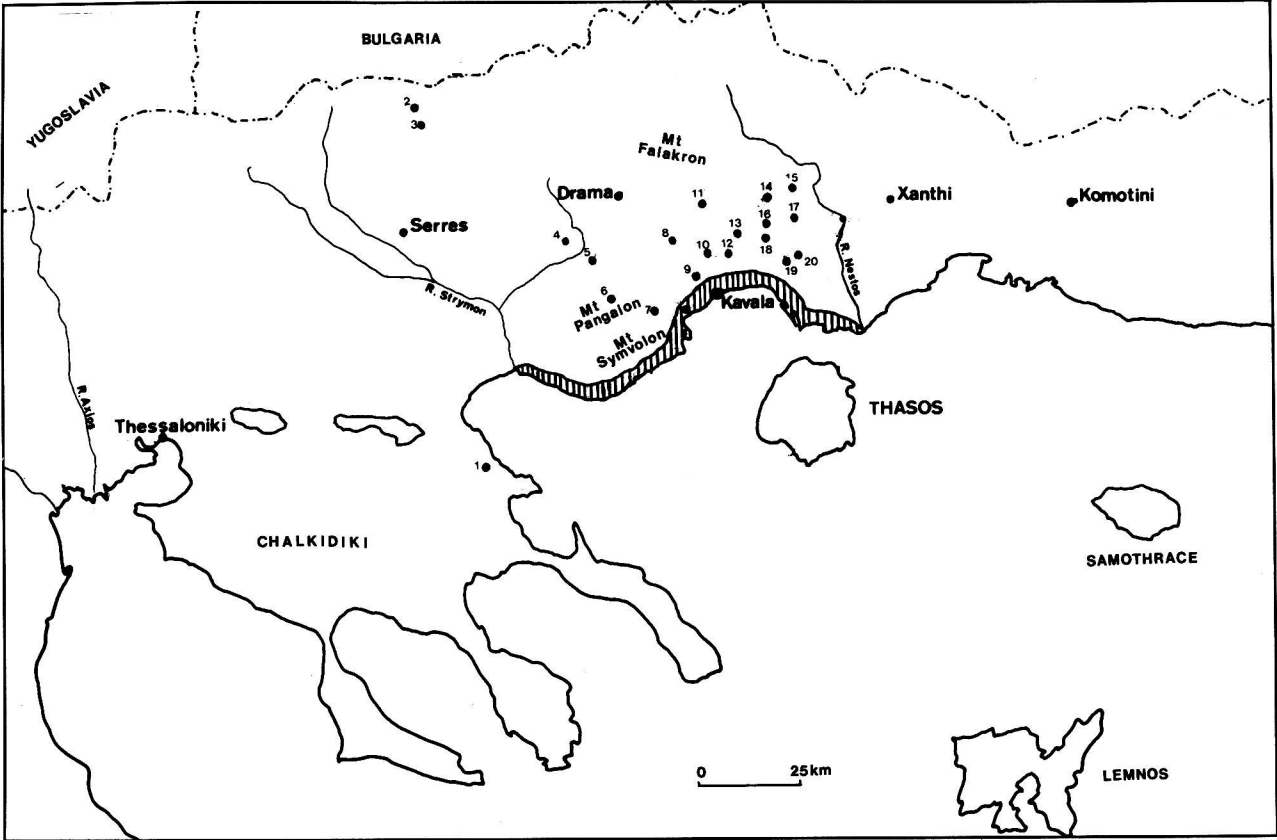 BULGARIA
YUGOSLAVIA
2
3
Mt
Falakron
Drama
11
14
15
Xanthi
Komotini
Serres
4
5
8
13
16
17
10
12
18
9
19
20
R. Nestos
6
Mt
Pangaion
7
Kavala
R. Strymon
Mt
Symvolon
R. Axios
Thessaloniki
THASOS
1
CHALKIDIKI
SAMOTHRACE
0
25km
LEMNOS